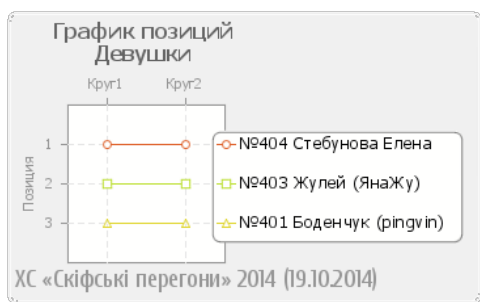 График позиций
Девушки
Круг1 Круг2
Позиция
1
2
3
№404 Стебунова Елена
№403 Жулей (ЯнаЖу)
№401 Боденчук (pingvin)
ХС «Скіфські перегони» 2014 (19.10.2014)